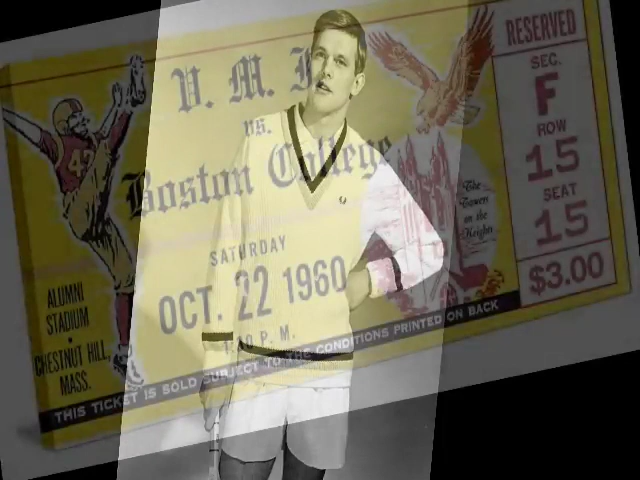 V. M. I.
vs.
Boston College
SATURDAY
OCT. 22 1960
P. M.
ALUMNI
STADIUM
•
CHESTNUT HILL,
MASS.
42
The
Towers
on the
Heights
RESERVED
SEC.
F
ROW
15
SEAT
15
$3.00
THIS TICKET IS SOLD SUBJECT TO THE CONDITIONS PRINTED ON BACK